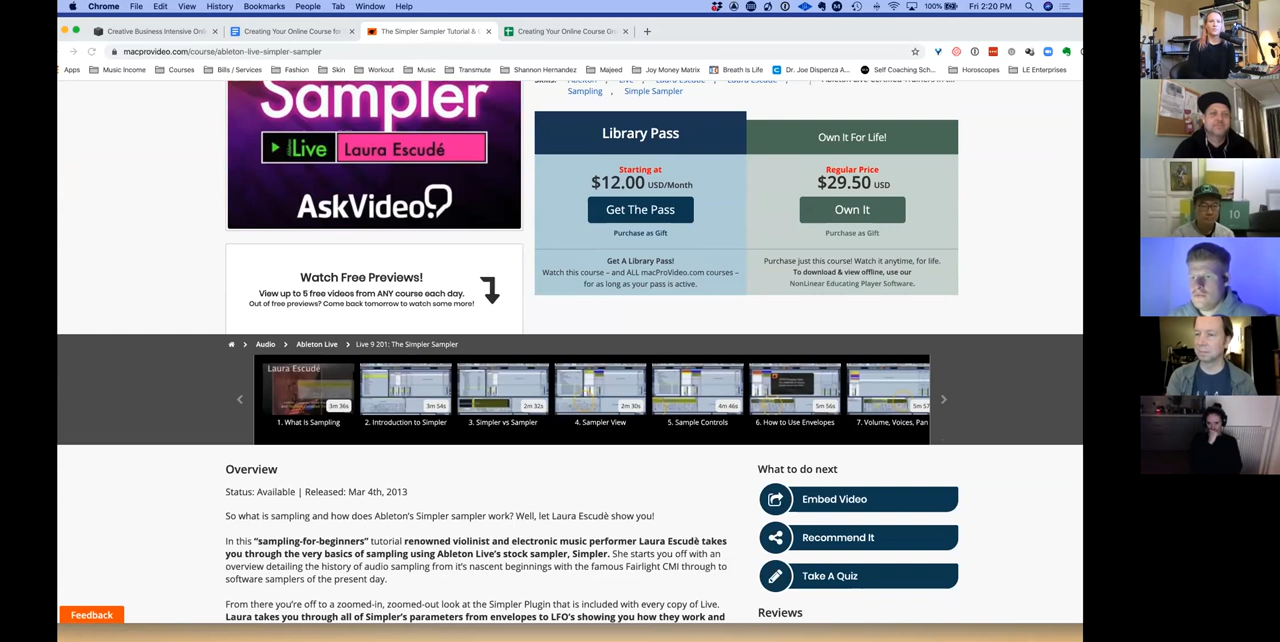 Chrome File Edit View History Bookmarks People Tab Window Help
100% Fri 2:20 PM
Creative Business Intensive Onl
Creating Your Online Course for
The Simpler Sampler Tutorial &
Creating Your Online Course Gr
macprovideo.com/course/ableton-live-simpler-sampler
Apps Music Income Courses Bills / Services Fashion Skin Workout Music Transmute Shannon Hernandez Majeed Joy Money Matrix Breath Is Life Dr. Joe Dispenza A... Self Coaching Sch... Horoscopes LE Enterprises
Sampling , Simple Sampler
Sampler
Live Laura Escudé
AskVideo
Library Pass
Starting at
$12.00 USD/Month
Get The Pass
Purchase as Gift
Get A Library Pass!
Watch this course – and ALL macProVideo.com courses –
for as long as your pass is active.
Own It For Life!
Regular Price
$29.50 USD
Own It
Purchase as Gift
Purchase just this course! Watch it anytime, for life.
To download & view offline, use our
NonLinear Educating Player Software.
Watch Free Previews!
View up to 5 free videos from ANY course each day.
Out of free previews? Come back tomorrow to watch some more!
10
Audio Ableton Live Live 9 201: The Simpler Sampler
Laura Escudé
3m 36s 3m 54s 2m 32s 2m 30s 4m 46s 5m 56s 5m 57
1. What Is Sampling 2. Introduction to Simpler 3. Simpler vs Sampler 4. Sampler View 5. Sample Controls 6. How to Use Envelopes 7. Volume, Voices, Pan
Overview
Status: Available | Released: Mar 4th, 2013
So what is sampling and how does Ableton's Simpler sampler work? Well, let Laura Escudè show you!
In this "sampling-for-beginners" tutorial renowned violinist and electronic music performer Laura Escudè takes
you through the very basics of sampling using Ableton Live's stock sampler, Simpler. She starts you off with an
overview detailing the history of audio sampling from it's nascent beginnings with the famous Fairlight CMI through to
software samplers of the present day.
From there you're off to a zoomed-in, zoomed-out look at the Simpler Plugin that is included with every copy of Live.
Laura takes you through all of Simpler's parameters from envelopes to LFO's showing you how they work and
What to do next
Embed Video
Recommend It
Take A Quiz
Reviews
Feedback